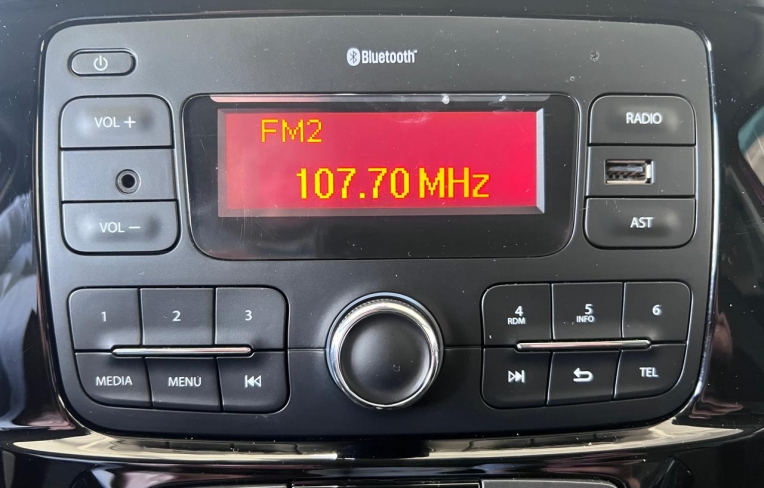 Bluetooth
VOL +
RADIO
FM2
107.70 MHz
VOL –
AST
1
2
3
4
RDM
5
INFO
6
MEDIA
MENU
TEL